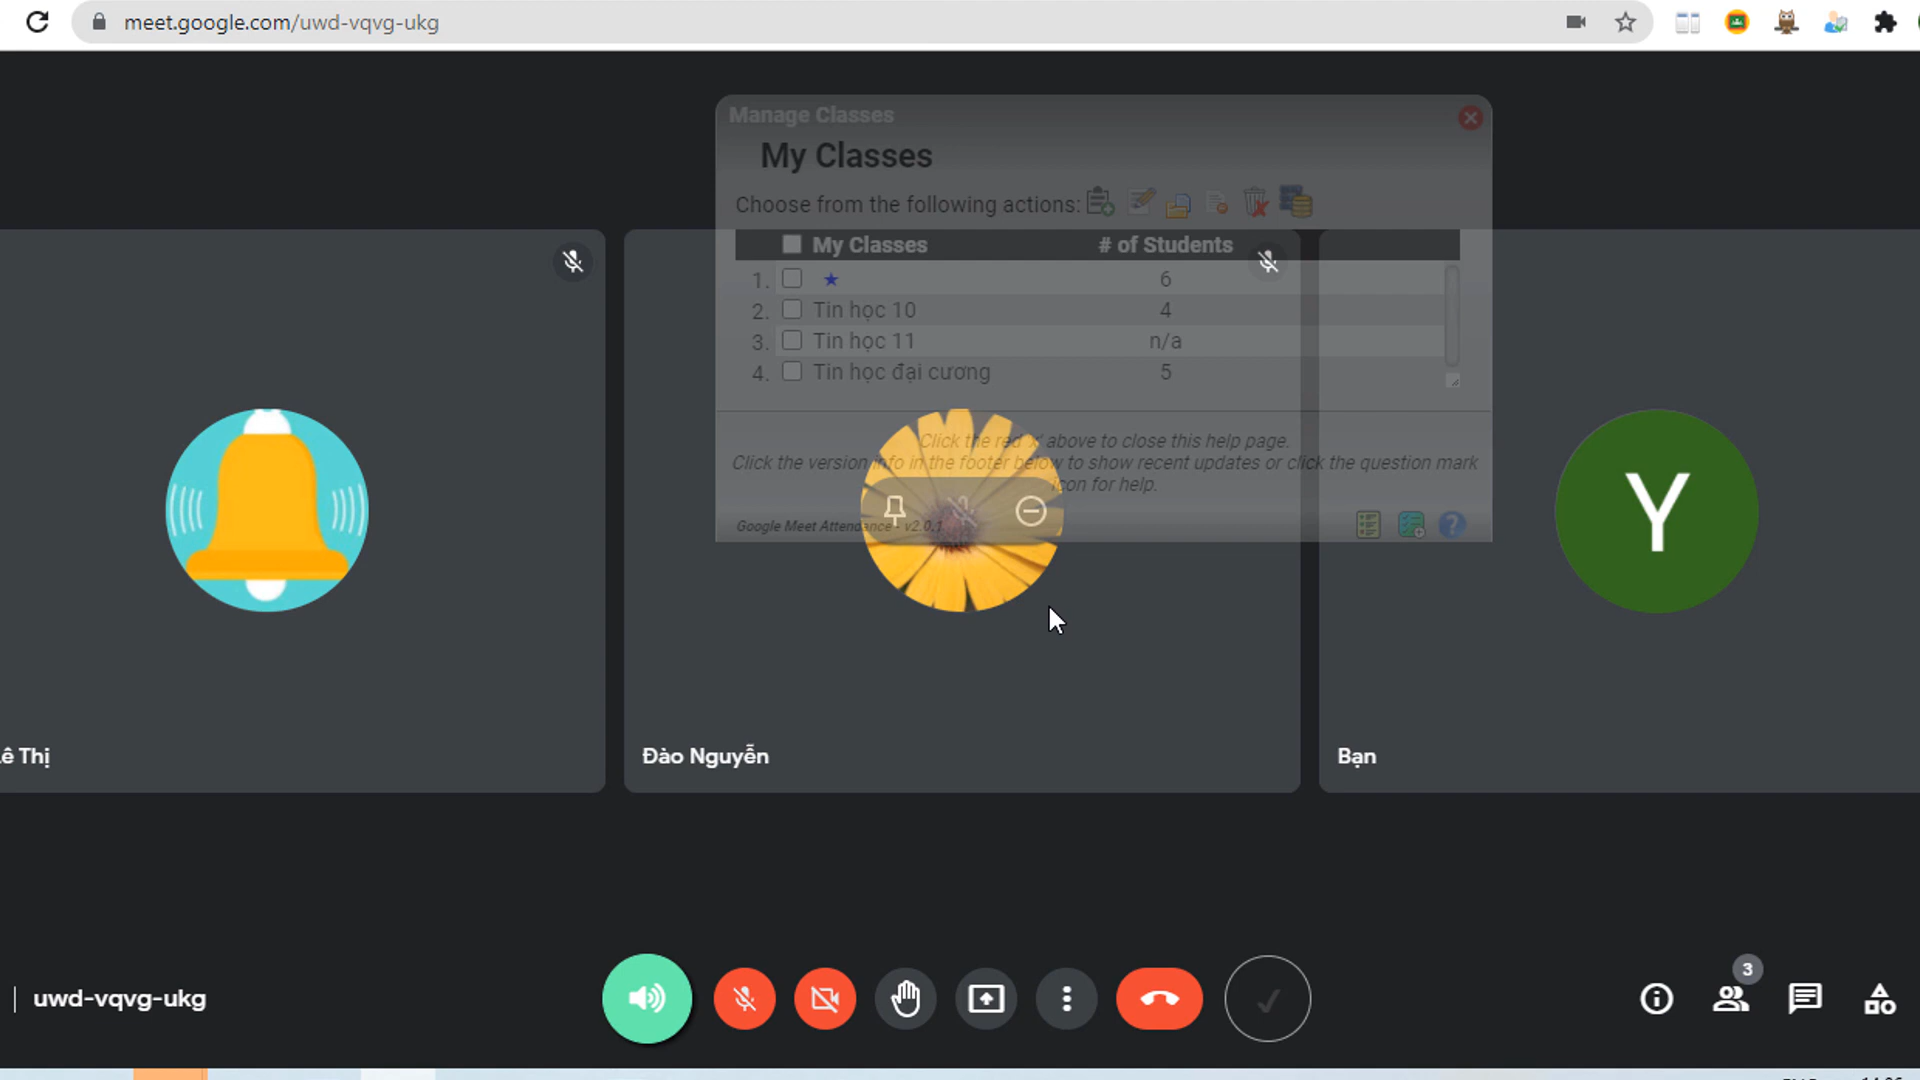 meet.google.com/uwd-vqvg-ukg
Manage Classes
My Classes
Choose from the following actions:
My Classes # of Students
1. ★ 6
2. Tin học 10 4
3. Tin học 11 n/a
4. Tin học đại cương 5
Click the red 'x' above to close this help page.
Click the version info in the footer below to show recent updates or click the question mark
icon for help.
Google Meet Attendance - v2.0.1
Y
ê Thị
Đào Nguyễn
Bạn
uwd-vqvg-ukg
3